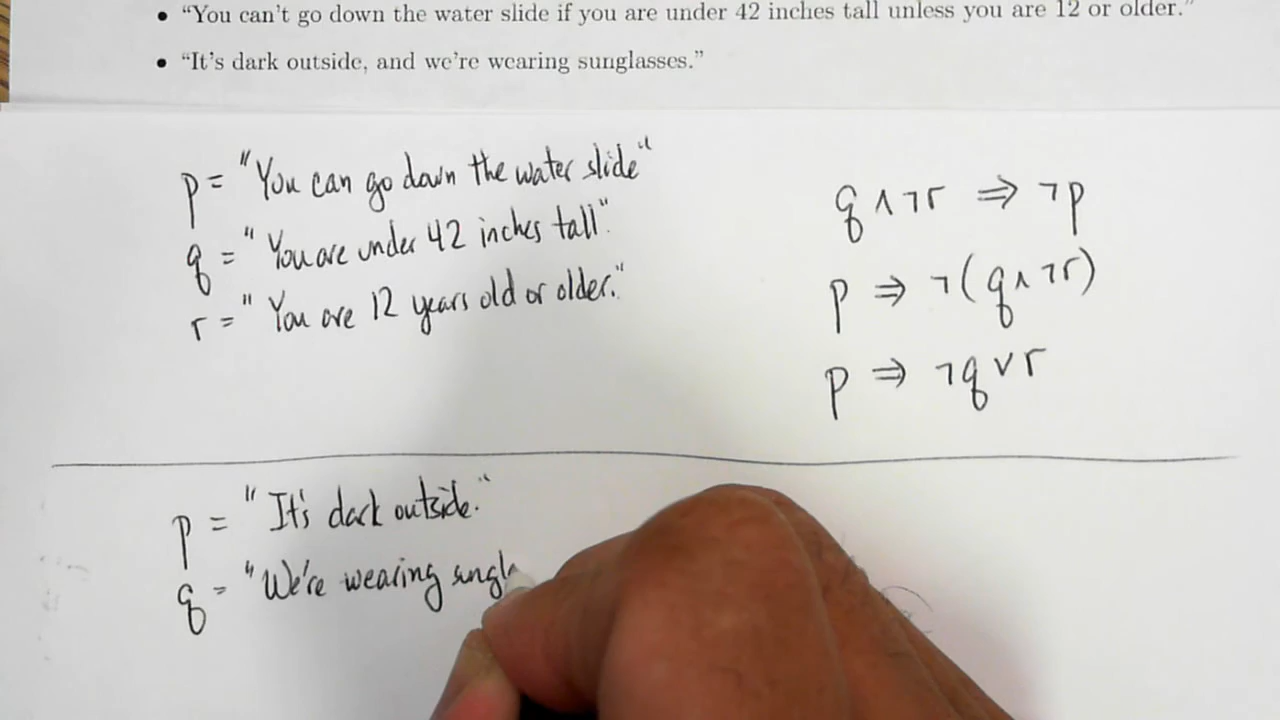 • “You can’t go down the water slide if you are under 42 inches tall unless you are 12 or older.”
• “It’s dark outside, and we’re wearing sunglasses.”
p = "You can go down the water slide"
q = "You are under 42 inches tall".
r = "You are 12 years old or older."
q ∧ ¬r ⇒ ¬p
p ⇒ ¬(q ∧ ¬r)
p ⇒ ¬q ∨ r
p = "It's dark outside."
q = "We're wearing sungla